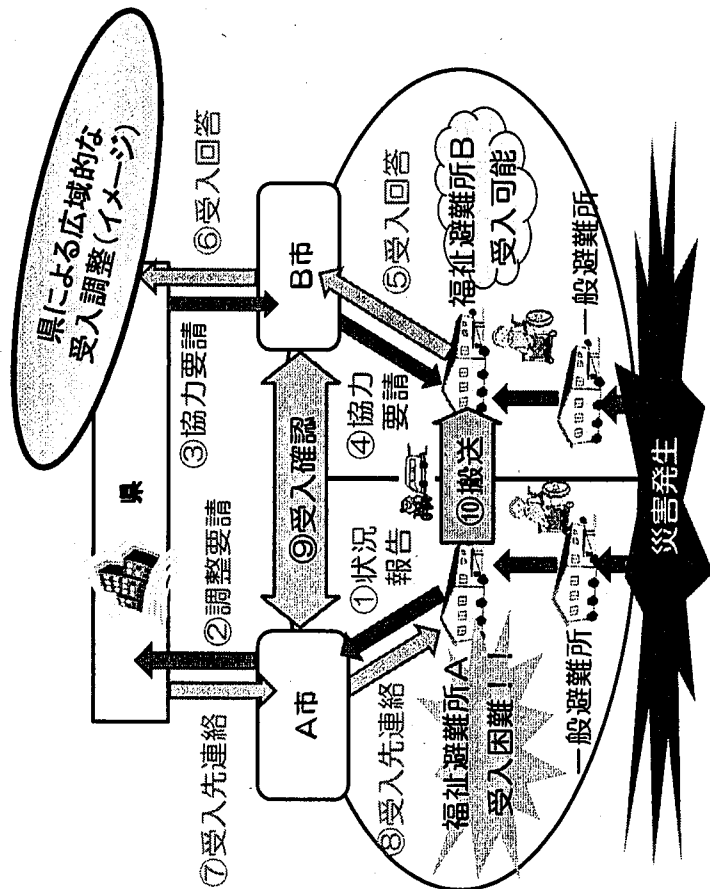 県による広域的な
受入調整(イメージ)
県
⑦受入先連絡
②調整要請
③協力要請
⑥受入回答
A市
⑨受入確認
B市
⑧受入先連絡
①状況
報告
④協力
要請
⑤受入回答
福祉避難所A
受入困難!!
⑩搬送
福祉避難所B
受入可能
一般避難所
一般避難所
災害発生